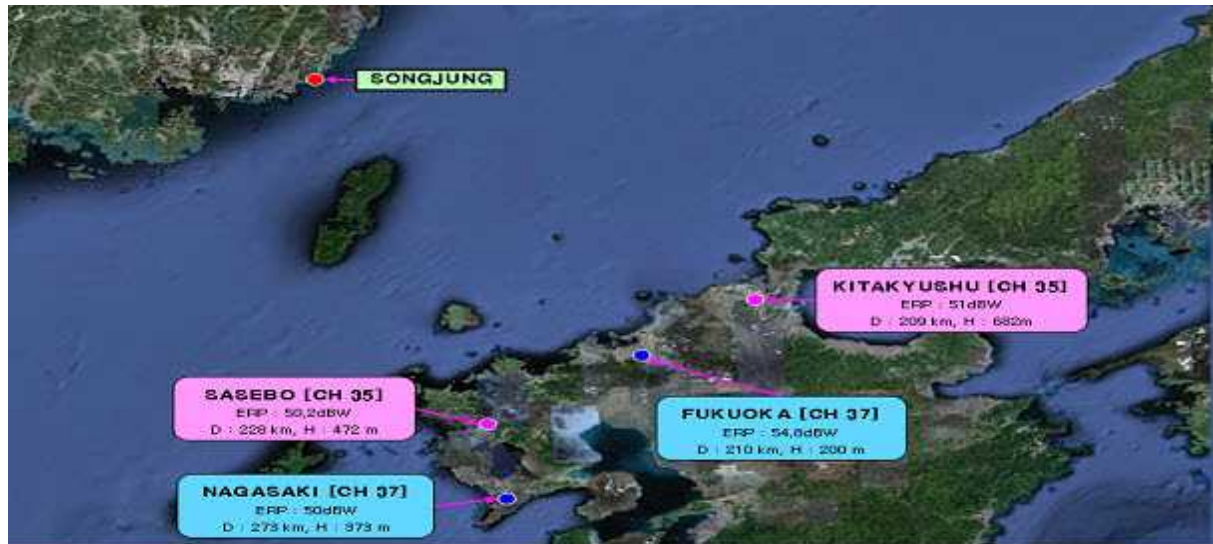 SONGJUNG
KITAKYUSHU [CH 35]
ERP : 51dBW
D : 209 km, H : 682m
SASEBO [CH 35]
ERP : 50,2dBW
D : 228 km, H : 472 m
FUKUOKA [CH 37]
ERP : 54,8dBW
D : 210 km, H : 200 m
NAGASAKI [CH 37]
ERP : 50dBW
D : 273 km, H : 373 m